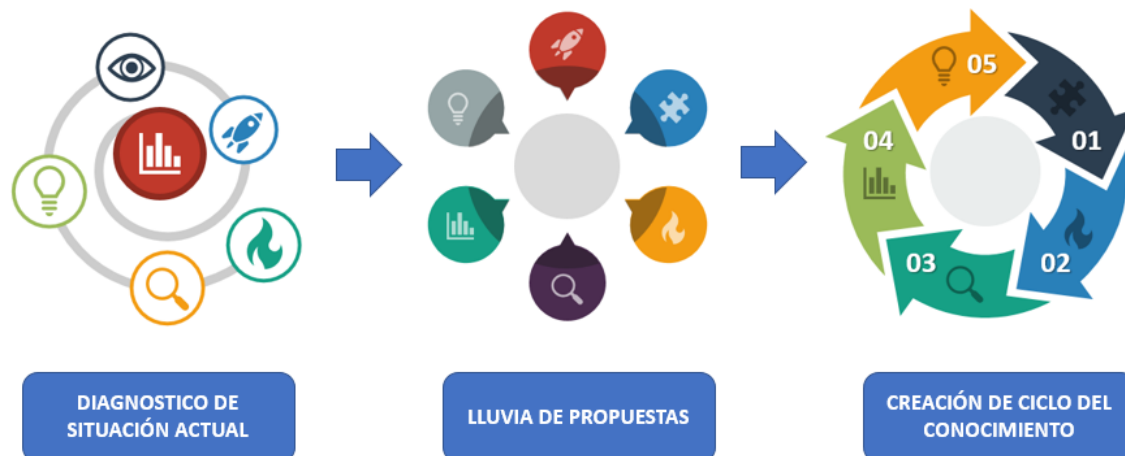 05
04
01
03
02
DIAGNOSTICO DE
SITUACIÓN ACTUAL
LLUVIA DE PROPUESTAS
CREACIÓN DE CICLO DEL
CONOCIMIENTO